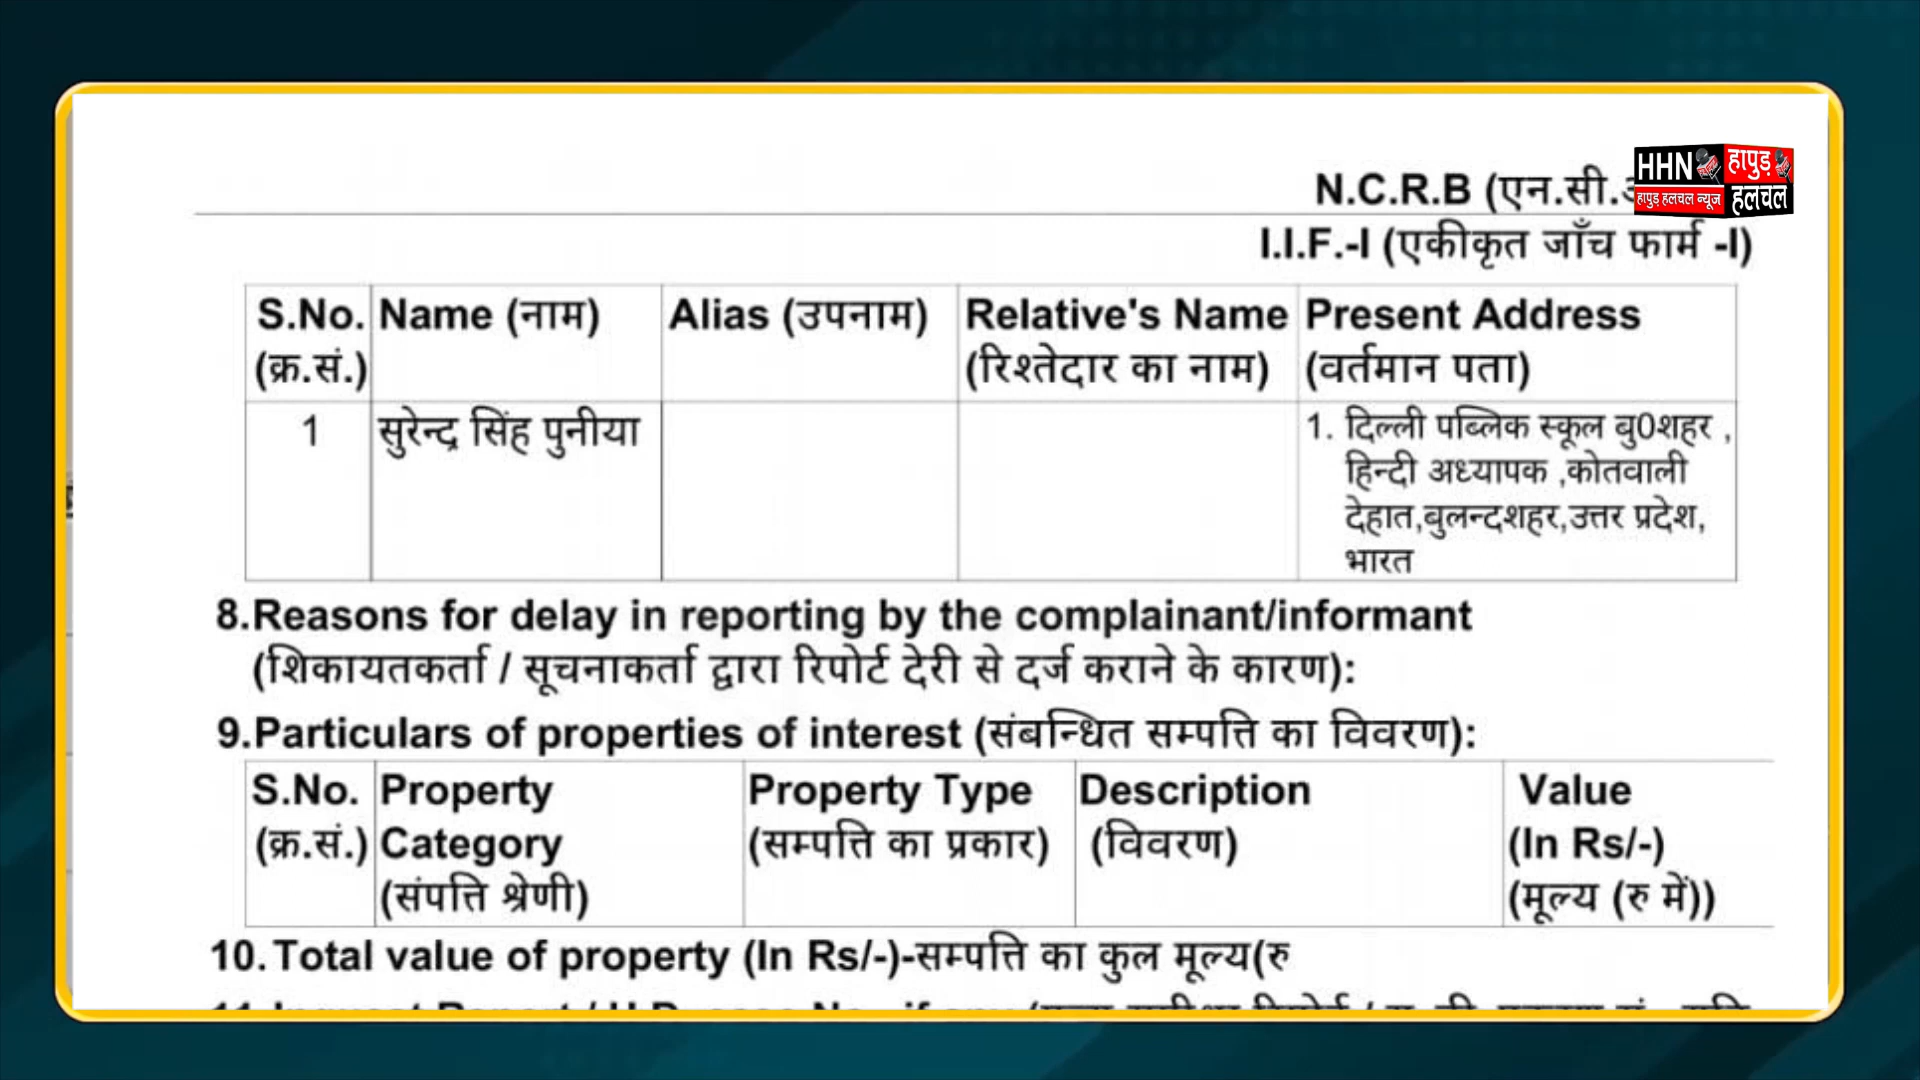 N.C.R.B (एन.सी.
HHN हापुड़
हापुड़ हलचल न्यूज हलचल
I.I.F.-I (एकीकृत जाँच फार्म -I)
S.No. Name (नाम) Alias (उपनाम) Relative's Name Present Address
(क्र.सं.) (रिश्तेदार का नाम) (वर्तमान पता)
1 सुरेन्द्र सिंह पुनीया 1. दिल्ली पब्लिक स्कूल बु0शहर ,
हिन्दी अध्यापक ,कोतवाली
देहात,बुलन्दशहर,उत्तर प्रदेश,
भारत
8.Reasons for delay in reporting by the complainant/informant
(शिकायतकर्ता / सूचनाकर्ता द्वारा रिपोर्ट देरी से दर्ज कराने के कारण):
9.Particulars of properties of interest (संबन्धित सम्पत्ति का विवरण):
S.No. Property Property Type Description Value
(क्र.सं.) Category (सम्पत्ति का प्रकार) (विवरण) (In Rs/-)
(संपत्ति श्रेणी) (मूल्य (रु में))
10. Total value of property (In Rs/-)-सम्पत्ति का कुल मूल्य(रु